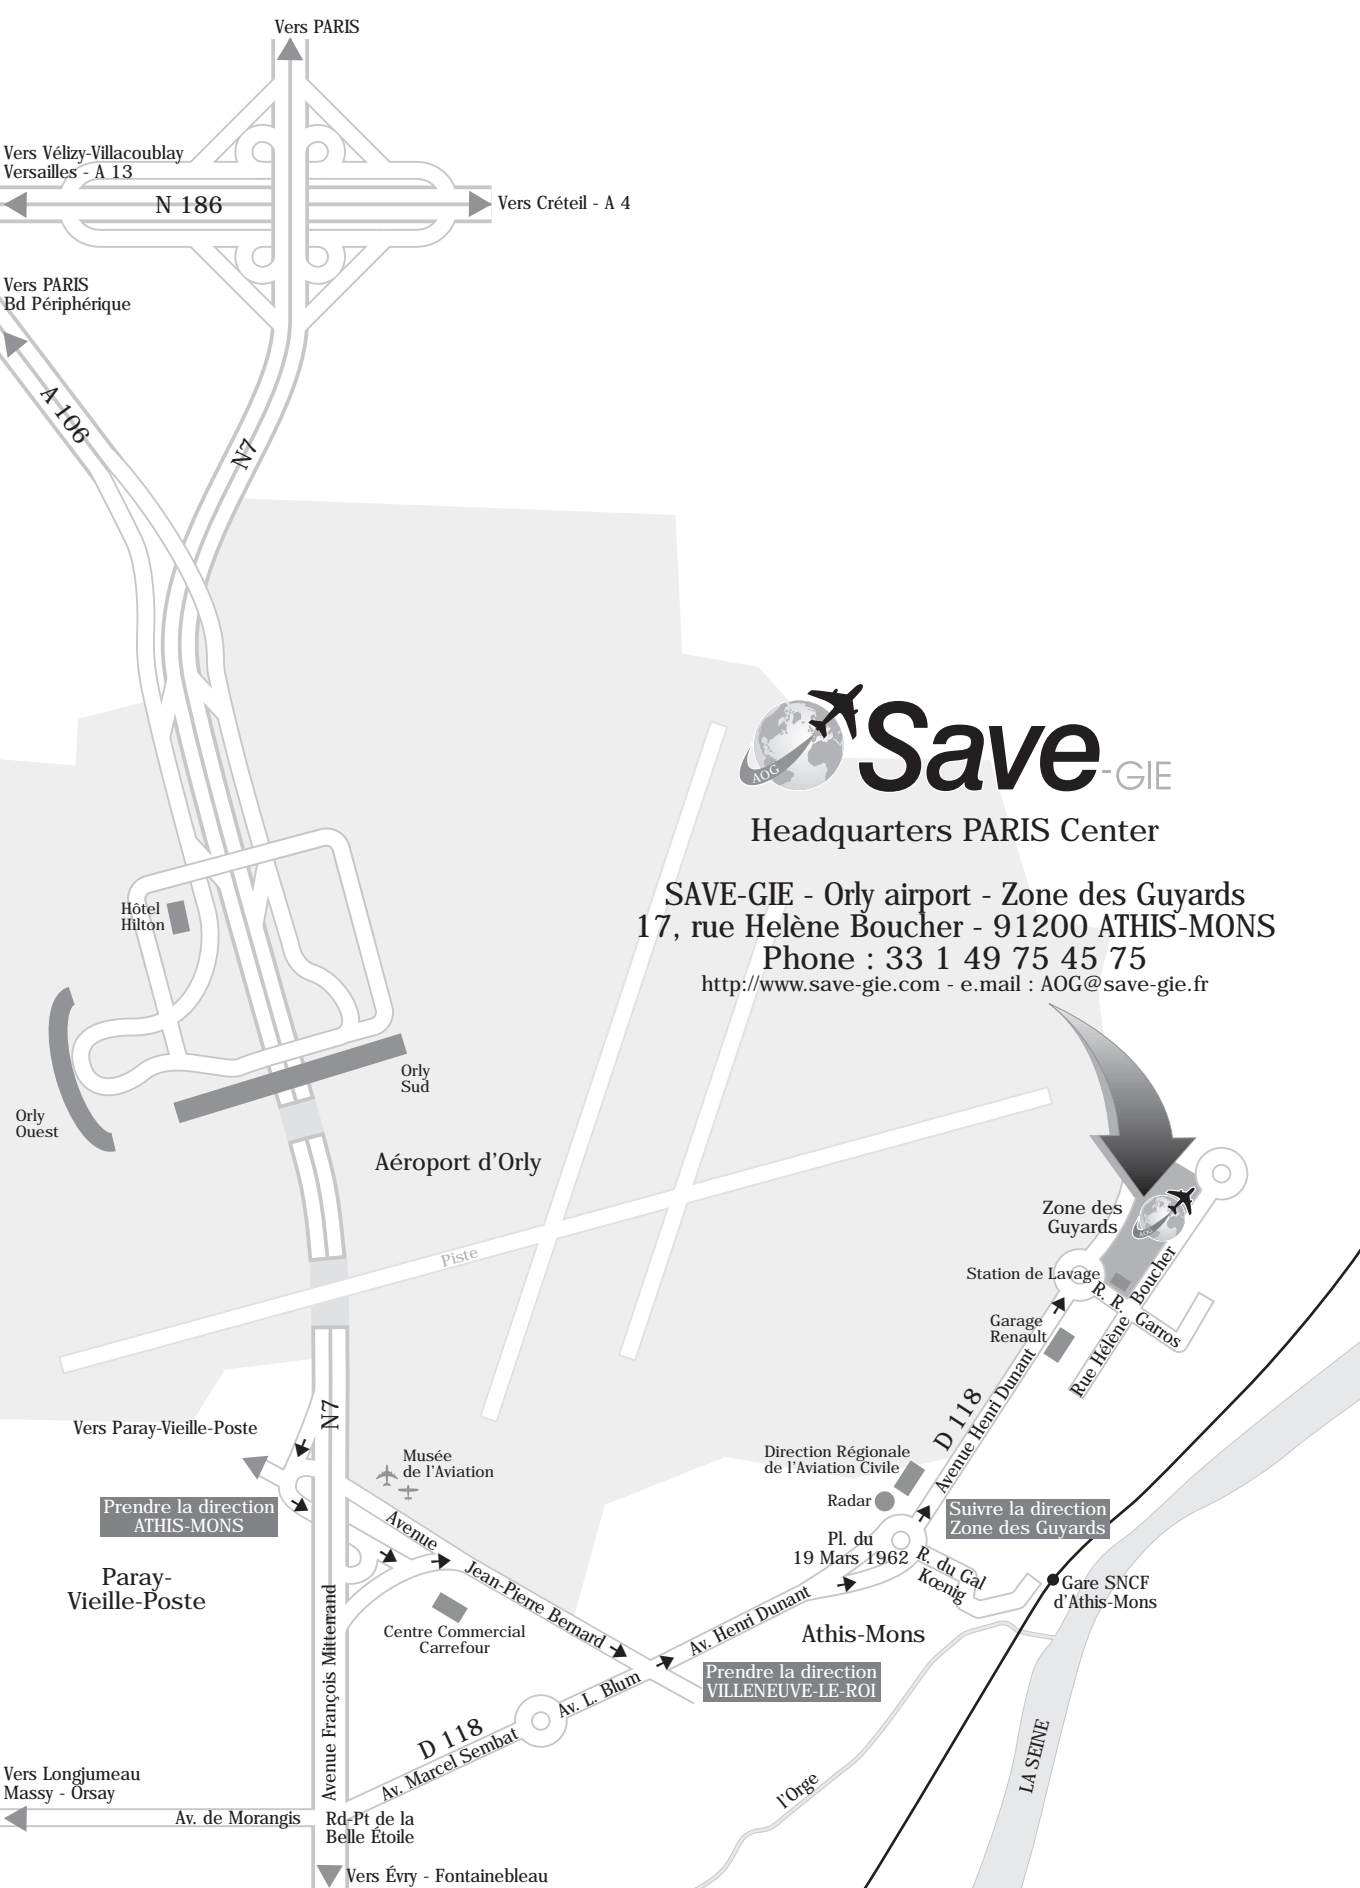 Vers PARIS
Vers Vélizy-Villacoublay
Versailles - A 13
N 186
Vers Créteil - A 4
Vers PARIS
Bd Périphérique
A 106
N7
AOG
Save-GIE
Headquarters PARIS Center
SAVE-GIE - Orly airport - Zone des Guyards
17, rue Helène Boucher - 91200 ATHIS-MONS
Phone : 33 1 49 75 45 75
http://www.save-gie.com - e.mail : AOG@save-gie.fr
Hôtel
Hilton
Orly
Sud
Orly
Ouest
Aéroport d'Orly
Piste
Zone des
Guyards
AOG
Station de Lavage
R. R. Garros
Rue Hélène Boucher
Garage
Renault
D 118
Avenue Henri Dunant
N7
Vers Paray-Vieille-Poste
Musée
de l'Aviation
Direction Régionale
de l'Aviation Civile
Radar
Prendre la direction
ATHIS-MONS
Suivre la direction
Zone des Guyards
Pl. du
19 Mars 1962
R. du Gal
Kœnig
Gare SNCF
d'Athis-Mons
Paray-
Vieille-Poste
Avenue Jean-Pierre Bernard
Centre Commercial
Carrefour
Av. Henri Dunant
Athis-Mons
Prendre la direction
VILLENEUVE-LE-ROI
Avenue François Mitterrand
Av. L. Blum
D 118
Av. Marcel Sembat
l'Orge
LA SEINE
Vers Longjumeau
Massy - Orsay
Av. de Morangis
Rd-Pt de la
Belle Étoile
Vers Évry - Fontainebleau